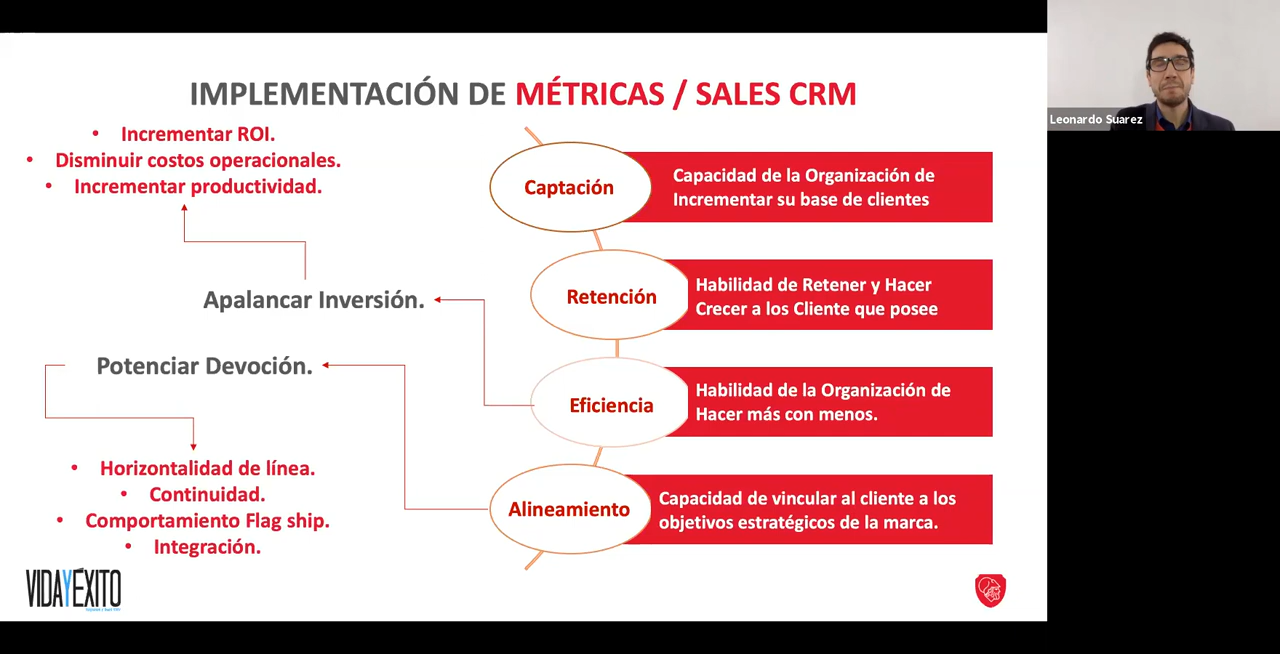 IMPLEMENTACIÓN DE MÉTRICAS / SALES CRM
• Incrementar ROI.
• Disminuir costos operacionales.
• Incrementar productividad.
Apalancar Inversión.
Potenciar Devoción.
• Horizontalidad de línea.
• Continuidad.
• Comportamiento Flag ship.
• Integración.
Captación
Capacidad de la Organización de
Incrementar su base de clientes
Retención
Habilidad de Retener y Hacer
Crecer a los Cliente que posee
Eficiencia
Habilidad de la Organización de
Hacer más con menos.
Alineamiento
Capacidad de vincular al cliente a los
objetivos estratégicos de la marca.
VIDAYÉXITO
Leonardo Suarez